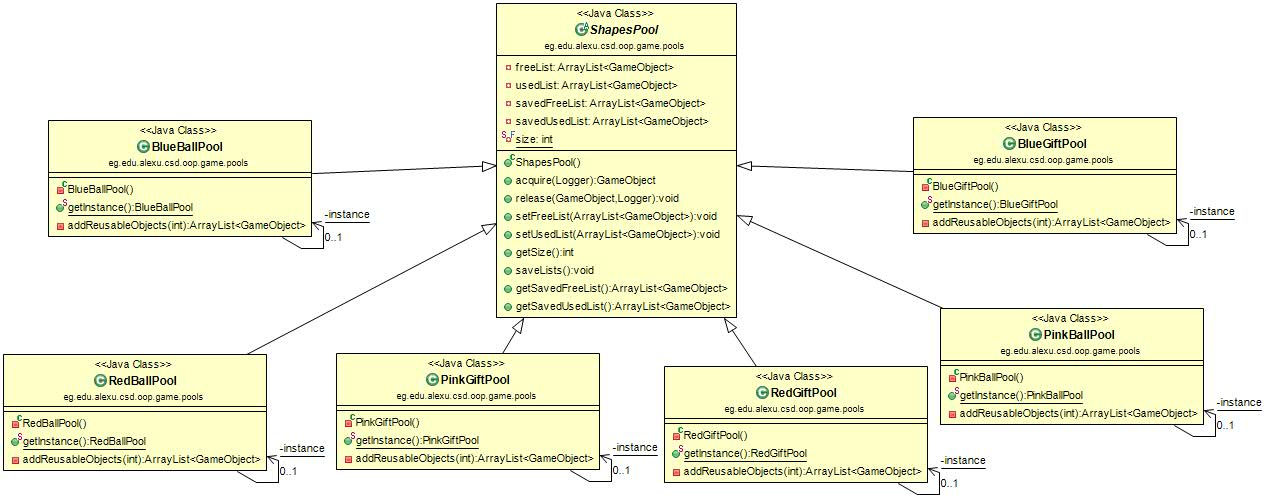 <<Java Class>>
ShapesPool
eg.edu.alexu.csd.oop.game.pools
freeList: ArrayList<GameObject>
usedList: ArrayList<GameObject>
savedFreeList: ArrayList<GameObject>
savedUsedList: ArrayList<GameObject>
size: int
ShapesPool()
acquire(Logger):GameObject
release(GameObject,Logger):void
setFreeList(ArrayList<GameObject>):void
setUsedList(ArrayList<GameObject>):void
getSize():int
saveLists():void
getSavedFreeList():ArrayList<GameObject>
getSavedUsedList():ArrayList<GameObject>
<<Java Class>>
BlueBallPool
eg.edu.alexu.csd.oop.game.pools
BlueBallPool()
getInstance():BlueBallPool
addReusableObjects(int):ArrayList<GameObject>
-instance
0..1
<<Java Class>>
BlueGiftPool
eg.edu.alexu.csd.oop.game.pools
BlueGiftPool()
getInstance():BlueGiftPool
addReusableObjects(int):ArrayList<GameObject>
-instance
0..1
<<Java Class>>
RedBallPool
eg.edu.alexu.csd.oop.game.pools
RedBallPool()
getInstance():RedBallPool
addReusableObjects(int):ArrayList<GameObject>
-instance
0..1
<<Java Class>>
PinkGiftPool
eg.edu.alexu.csd.oop.game.pools
PinkGiftPool()
getInstance():PinkGiftPool
addReusableObjects(int):ArrayList<GameObject>
-instance
0..1
<<Java Class>>
RedGiftPool
eg.edu.alexu.csd.oop.game.pools
RedGiftPool()
getInstance():RedGiftPool
addReusableObjects(int):ArrayList<GameObject>
-instance
0..1
<<Java Class>>
PinkBallPool
eg.edu.alexu.csd.oop.game.pools
PinkBallPool()
getInstance():PinkBallPool
addReusableObjects(int):ArrayList<GameObject>
-instance
0..1